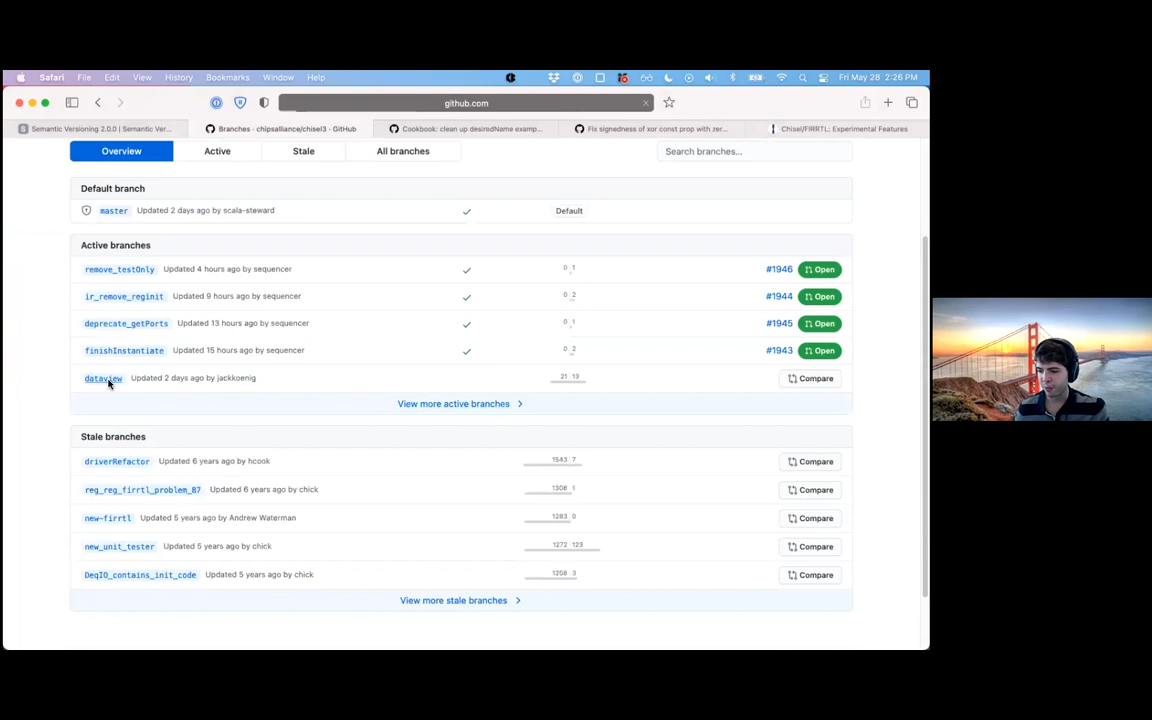 Safari File Edit View History Bookmarks Window Help Fri May 28 2:26 PM
github.com
Semantic Versioning 2.0.0 | Semantic Ver... Branches · chipsalliance/chisel3 · GitHub Cookbook: clean up desiredName examp... Fix signedness of xor const prop with zer... Chisel/FIRRTL: Experimental Features
Overview Active Stale All branches Search branches...
Default branch
master Updated 2 days ago by scala-steward Default
Active branches
remove_testOnly Updated 4 hours ago by sequencer 0 1 #1946 Open
ir_remove_reginit Updated 9 hours ago by sequencer 0 2 #1944 Open
deprecate_getPorts Updated 13 hours ago by sequencer 0 1 #1945 Open
finishInstantiate Updated 15 hours ago by sequencer 0 2 #1943 Open
dataview Updated 2 days ago by jackkoenig 21 13 Compare
View more active branches
Stale branches
driverRefactor Updated 6 years ago by hcook 1543 7 Compare
reg_reg_firrtl_problem_87 Updated 6 years ago by chick 1308 1 Compare
new-firrtl Updated 5 years ago by Andrew Waterman 1283 0 Compare
new_unit_tester Updated 5 years ago by chick 1272 123 Compare
DeqIO_contains_init_code Updated 5 years ago by chick 1258 3 Compare
View more stale branches